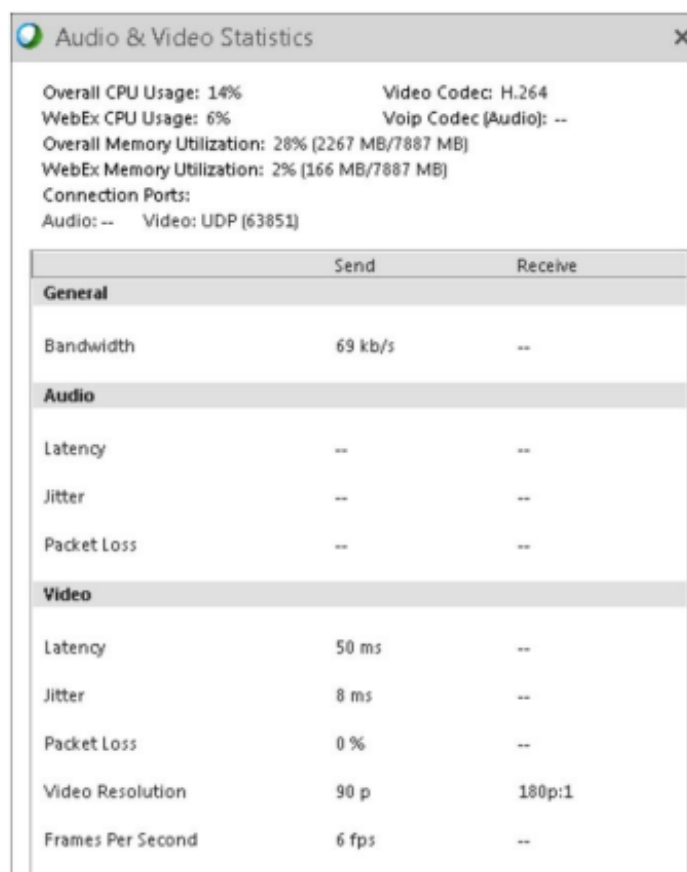 Audio & Video Statistics ×
Overall CPU Usage: 14% Video Codec: H.264
WebEx CPU Usage: 6% Voip Codec (Audio): --
Overall Memory Utilization: 28% (2267 MB/7887 MB)
WebEx Memory Utilization: 2% (166 MB/7887 MB)
Connection Ports:
Audio: -- Video: UDP (63851)
Send Receive
General
Bandwidth 69 kb/s --
Audio
Latency -- --
Jitter -- --
Packet Loss -- --
Video
Latency 50 ms --
Jitter 8 ms --
Packet Loss 0 % --
Video Resolution 90 p 180p:1
Frames Per Second 6 fps --